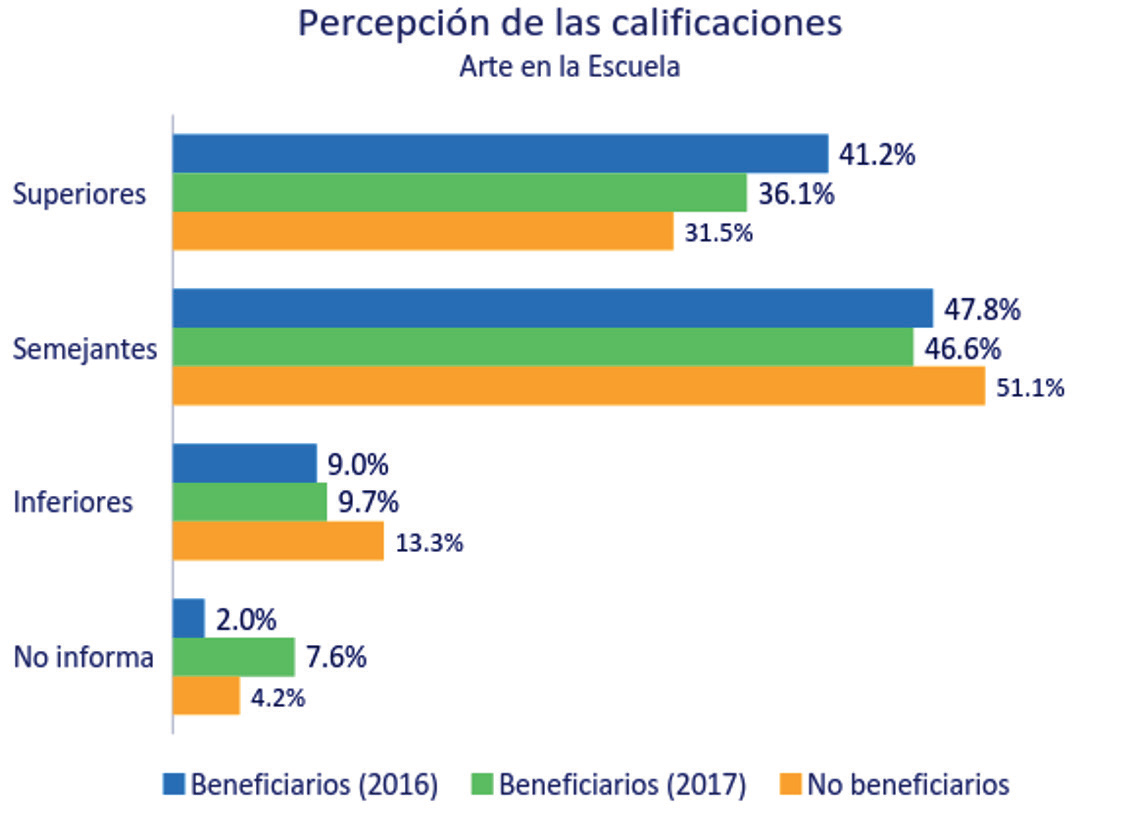 Percepción de las calificaciones
Arte en la Escuela
Superiores
41.2%
36.1%
31.5%
Semejantes
47.8%
46.6%
51.1%
Inferiores
9.0%
9.7%
13.3%
No informa
2.0%
7.6%
4.2%
Beneficiarios (2016) Beneficiarios (2017) No beneficiarios